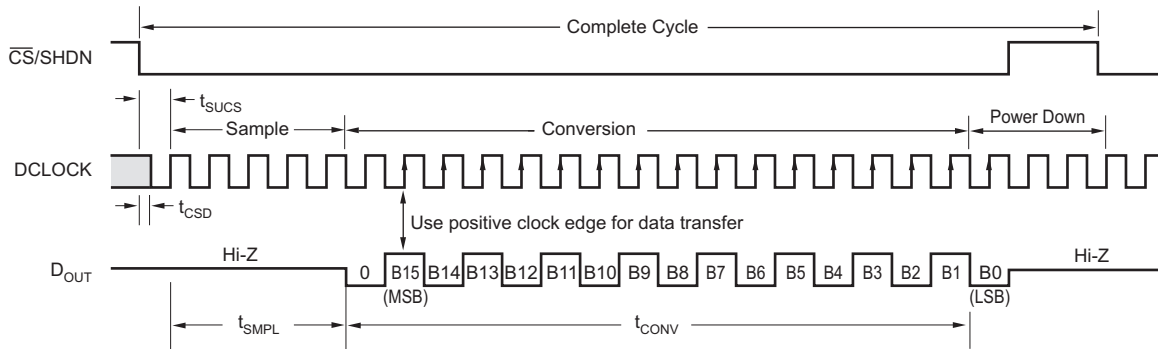 Complete Cycle
CS/SHDN
tSUCS
Sample
Conversion
Power Down
DCLOCK
tCSD
Use positive clock edge for data transfer
Hi-Z
DOUT
0 B15 B14 B13 B12 B11 B10 B9 B8 B7 B6 B5 B4 B3 B2 B1 B0
Hi-Z
(MSB)
(LSB)
tSMPL
tCONV